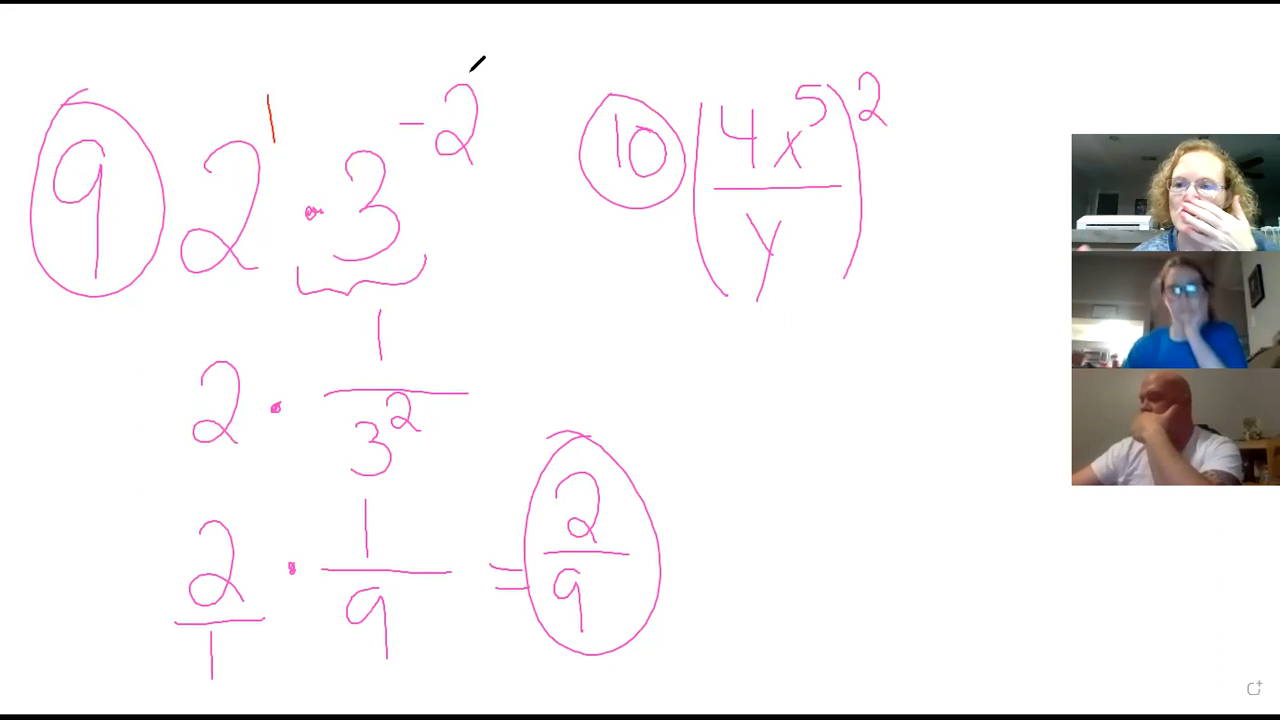 9 2¹ · 3⁻²
2 · 1/3²
2/1 · 1/9 = 2/9
10 (4x⁵/y)²